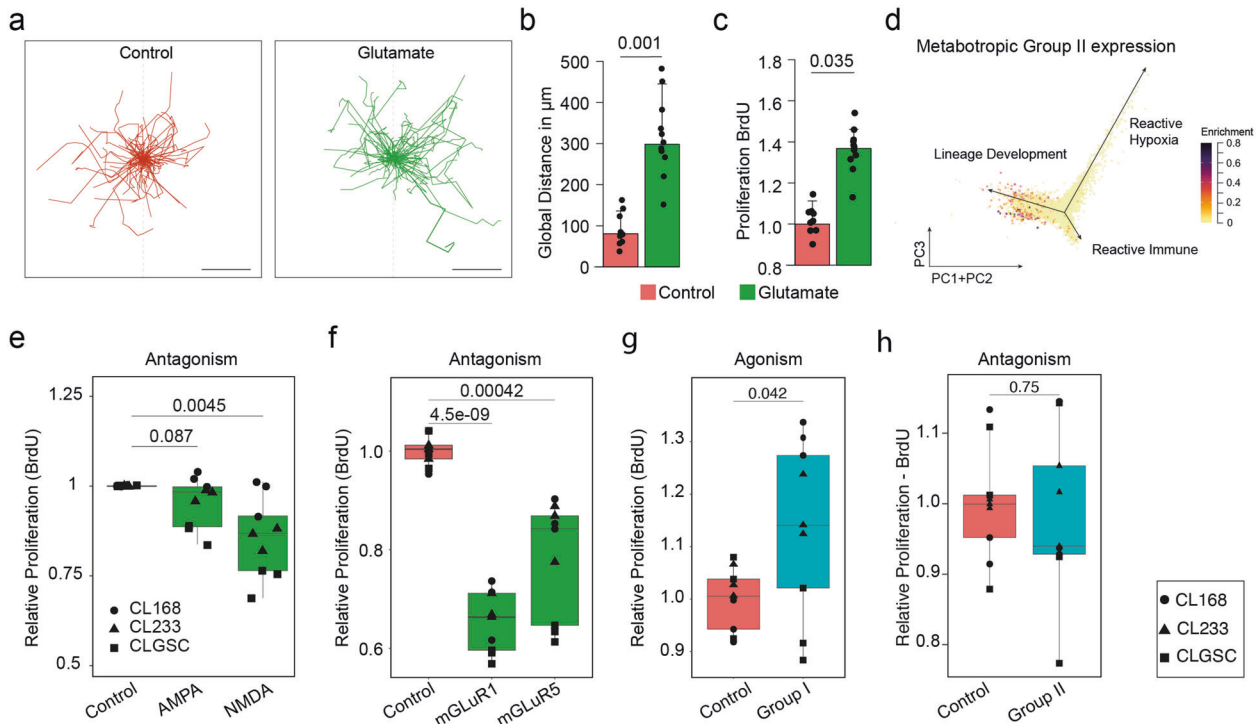 a
Control
Glutamate
b
0.001
Global Distance in µm
500
400
300
200
100
0
c
0.035
Proliferation BrdU
1.8
1.6
1.4
1.2
1.0
0.8
Control
Glutamate
d
Metabotropic Group II expression
Reactive
Hypoxia
Lineage Development
Reactive Immune
PC3
PC1+PC2
Enrichment
0.8
0.6
0.4
0.2
0
e
Antagonism
Relative Proliferation (BrdU)
1.25
1
0.75
0.5
0.0045
0.087
CL168
CL233
CLGSC
Control
AMPA
NMDA
f
Antagonism
Relative Proliferation (BrdU)
1.0
0.8
0.6
0.00042
4.5e-09
Control
mGLuR1
mGLuR5
g
Agonism
Relative Proliferation (BrdU)
1.3
1.2
1.1
1.0
0.9
0.042
Control
Group I
h
Antagonism
Relative Proliferation - BrdU
1.1
1.0
0.9
0.8
0.75
Control
Group II
CL168
CL233
CLGSC